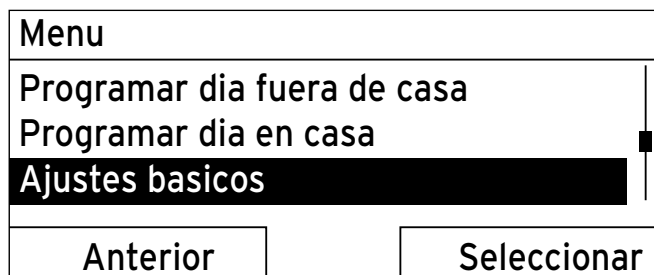 Menu
Programar dia fuera de casa
Programar dia en casa
Ajustes basicos
Anterior
Seleccionar